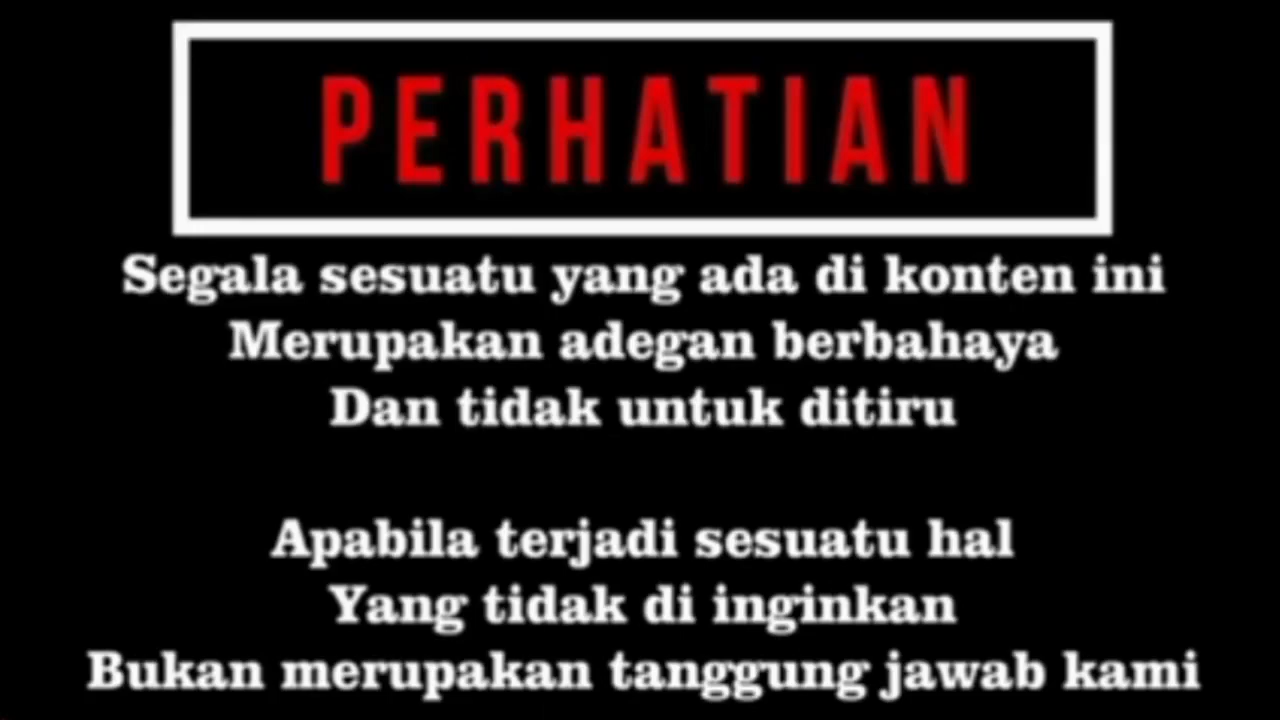 PERHATIAN
Segala sesuatu yang ada di konten ini
Merupakan adegan berbahaya
Dan tidak untuk ditiru
Apabila terjadi sesuatu hal
Yang tidak di inginkan
Bukan merupakan tanggung jawab kami